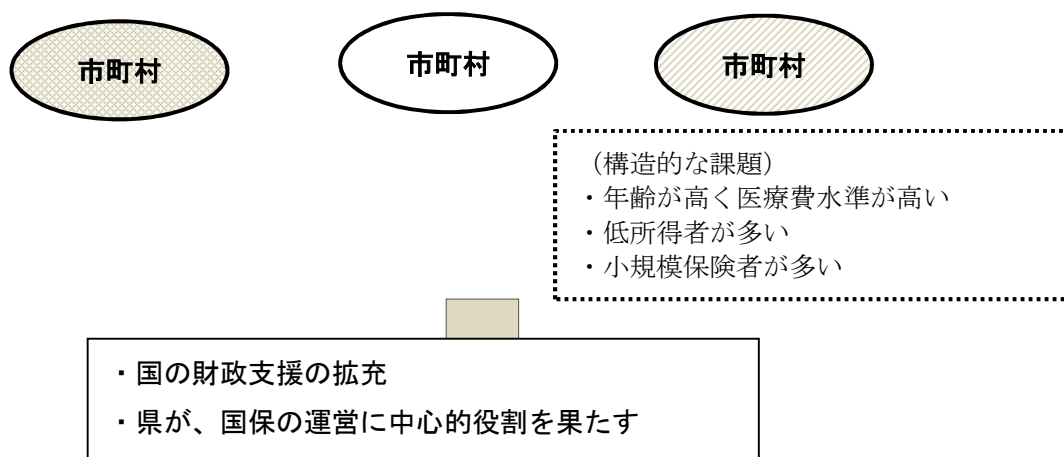 市町村
市町村
市町村
（構造的な課題）
・年齢が高く医療費水準が高い
・低所得者が多い
・小規模保険者が多い
・国の財政支援の拡充
・県が、国保の運営に中心的役割を果たす